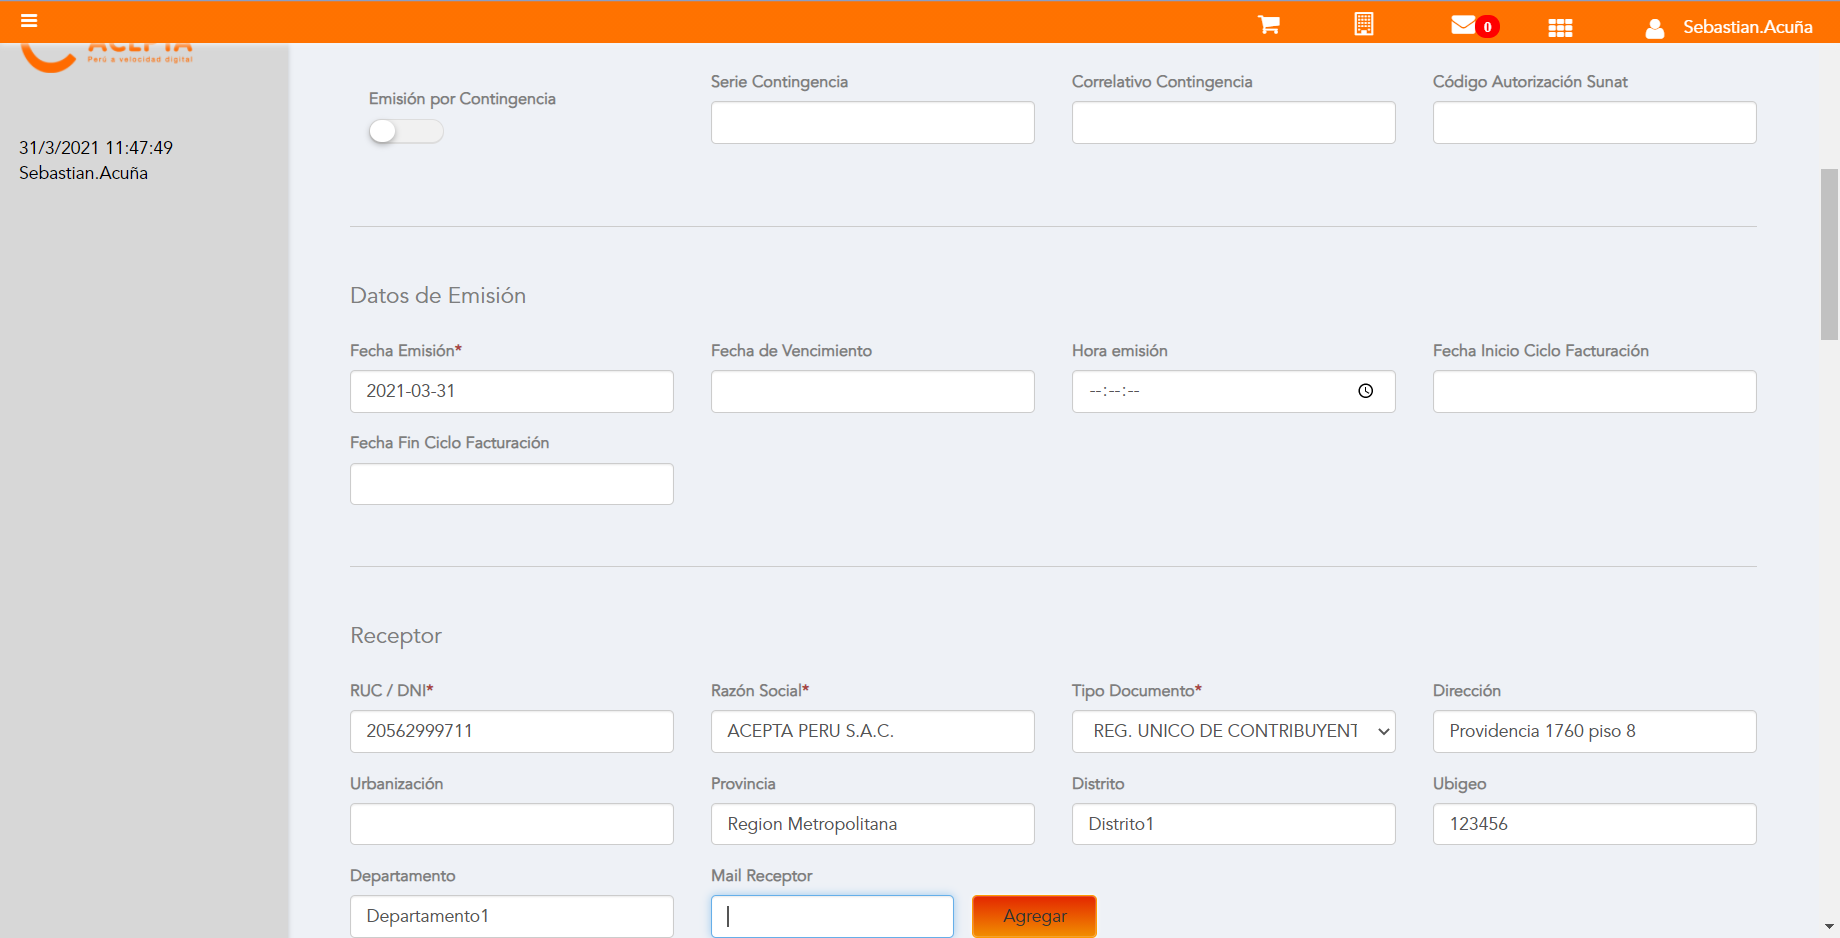 0
Sebastian.Acuña
ACEPTA
Perú a velocidad digital
31/3/2021 11:47:49
Sebastian.Acuña
Emisión por Contingencia
Serie Contingencia
Correlativo Contingencia
Código Autorización Sunat
Datos de Emisión
Fecha Emisión*
Fecha de Vencimiento
Hora emisión
Fecha Inicio Ciclo Facturación
2021-03-31
--:--:--
Fecha Fin Ciclo Facturación
Receptor
RUC / DNI*
Razón Social*
Tipo Documento*
Dirección
20562999711
ACEPTA PERU S.A.C.
REG. UNICO DE CONTRIBUYENT
Providencia 1760 piso 8
Urbanización
Provincia
Distrito
Ubigeo
Region Metropolitana
Distrito1
123456
Departamento
Mail Receptor
Departamento1
Agregar